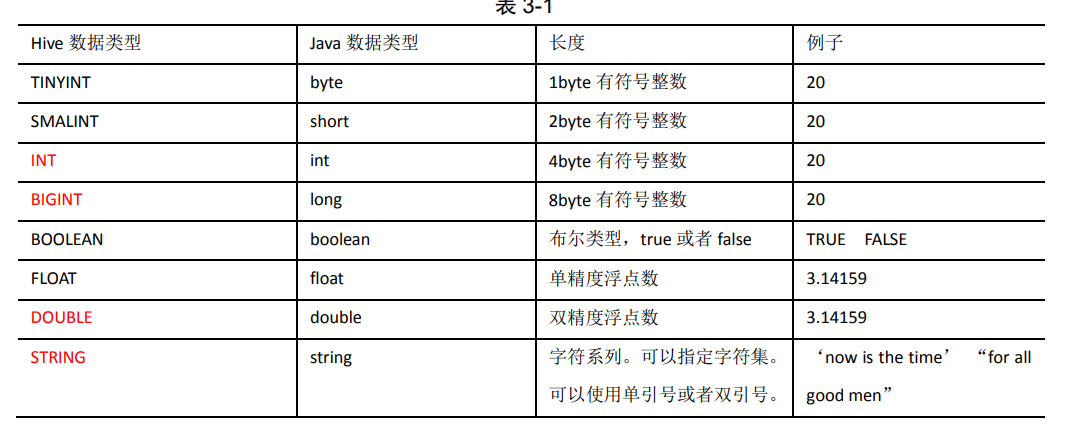 表 3-1
Hive 数据类型 Java 数据类型 长度 例子
TINYINT byte 1byte 有符号整数 20
SMALINT short 2byte 有符号整数 20
INT int 4byte 有符号整数 20
BIGINT long 8byte 有符号整数 20
BOOLEAN boolean 布尔类型，true 或者 false TRUE FALSE
FLOAT float 单精度浮点数 3.14159
DOUBLE double 双精度浮点数 3.14159
STRING string 字符系列。可以指定字符集。 ‘now is the time’ “for all
可以使用单引号或者双引号。 good men”